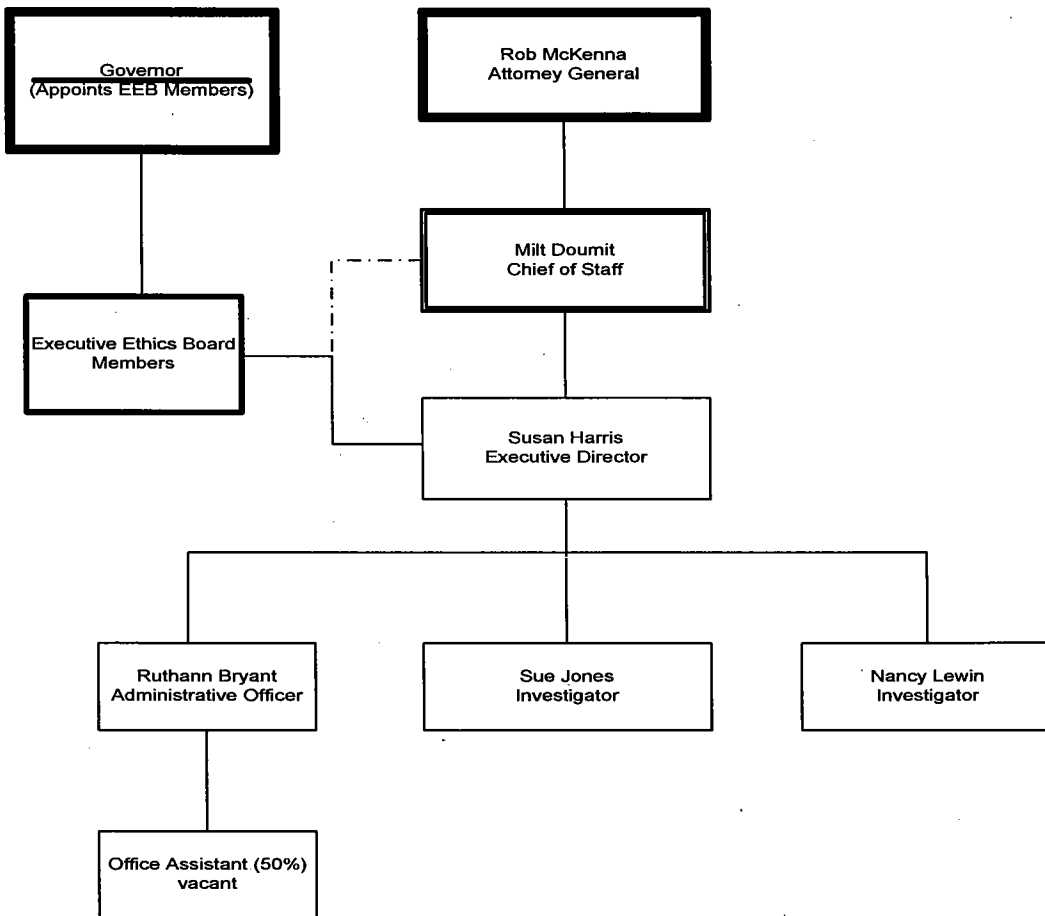 Governor
(Appoints EEB Members)
Rob McKenna
Attorney General
Milt Doumit
Chief of Staff
Executive Ethics Board
Members
Susan Harris
Executive Director
Ruthann Bryant
Administrative Officer
Sue Jones
Investigator
Nancy Lewin
Investigator
Office Assistant (50%)
vacant